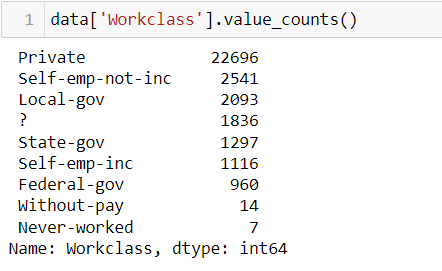 1 data['Workclass'].value_counts()
Private 22696
Self-emp-not-inc 2541
Local-gov 2093
? 1836
State-gov 1297
Self-emp-inc 1116
Federal-gov 960
Without-pay 14
Never-worked 7
Name: Workclass, dtype: int64